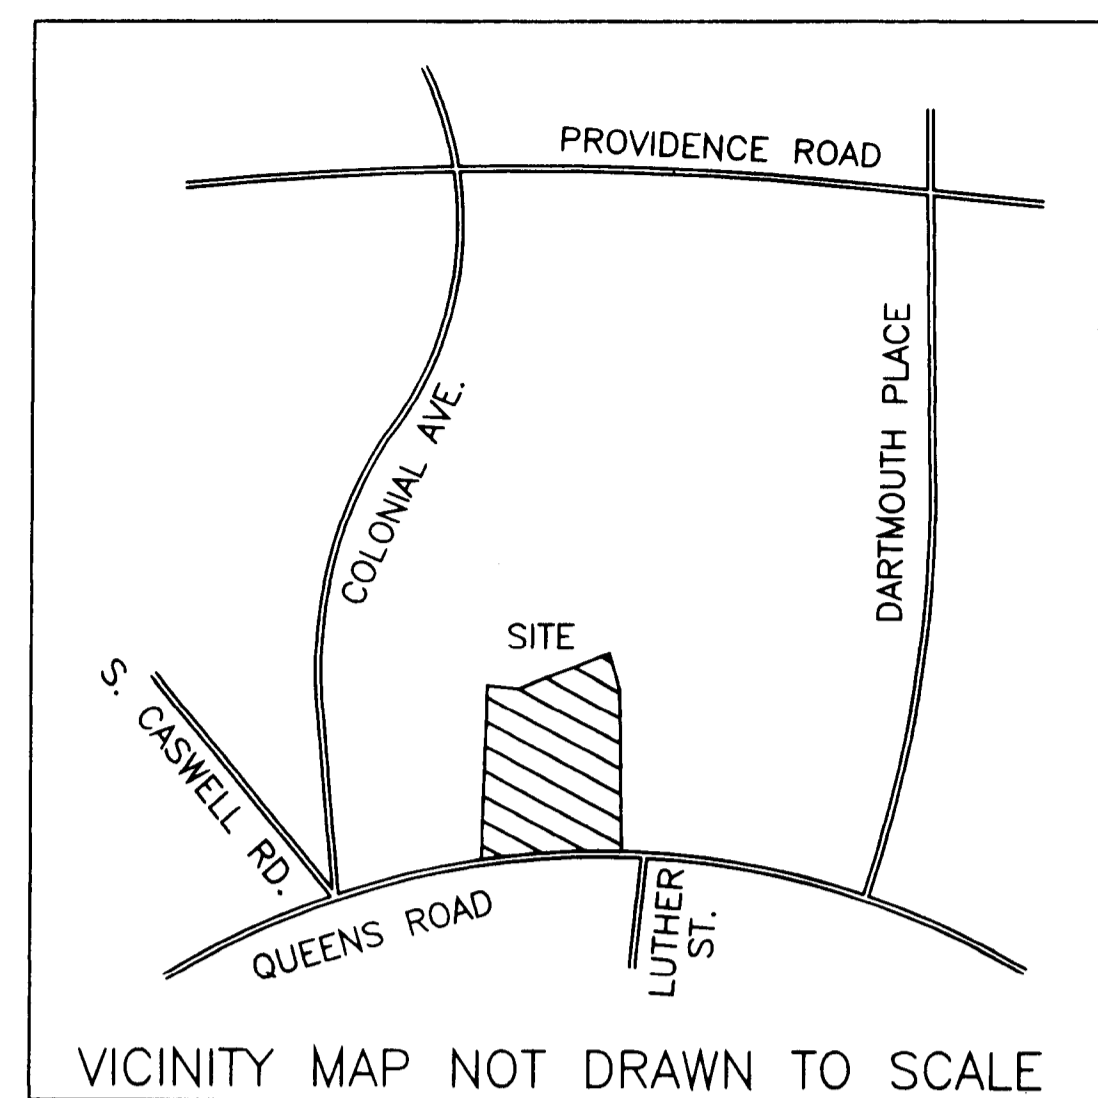 PROVIDENCE ROAD
DARTMOUTH PLACE
COLONIAL AVE.
SITE
S. CASWELL RD.
QUEENS ROAD
LUTHER
ST.
VICINITY MAP NOT DRAWN TO SCALE